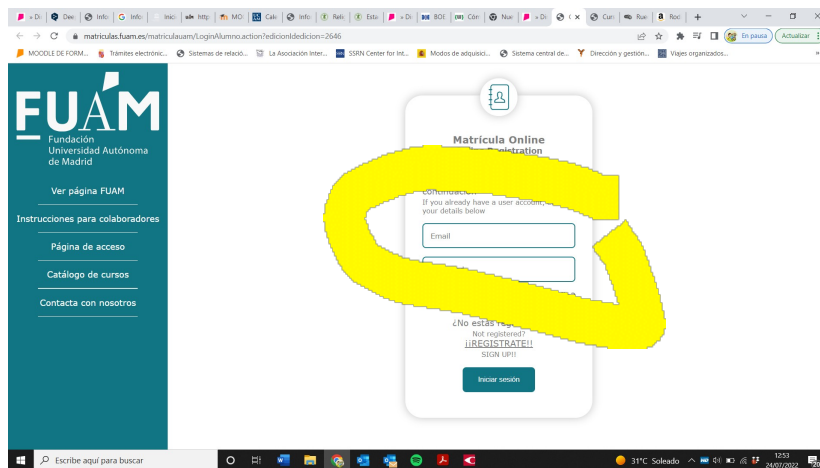 matriculas.fuam.es/matriculauam/LoginAlumno.action?edicionIdedicion=2646
En pausa
Actualizar
MOODLE DE FORM...
Trámites electrónic...
Sistemas de relació...
La Asociación Inter...
SSRN Center for Int...
Modos de adquisici...
Sistema central de...
Dirección y gestión...
Viajes organizados...
FUAM
Fundación
Universidad Autónoma
de Madrid
Ver página FUAM
Instrucciones para colaboradores
Página de acceso
Catálogo de cursos
Contacta con nosotros
Matrícula Online
Registration
continuación
If you already have a user account,
your details below
Email
¿No estás
Not registered?
¡¡REGISTRATE!!
SIGN UP!!
Iniciar sesión
Escribe aquí para buscar
31°C Soleado
12:53
24/07/2022